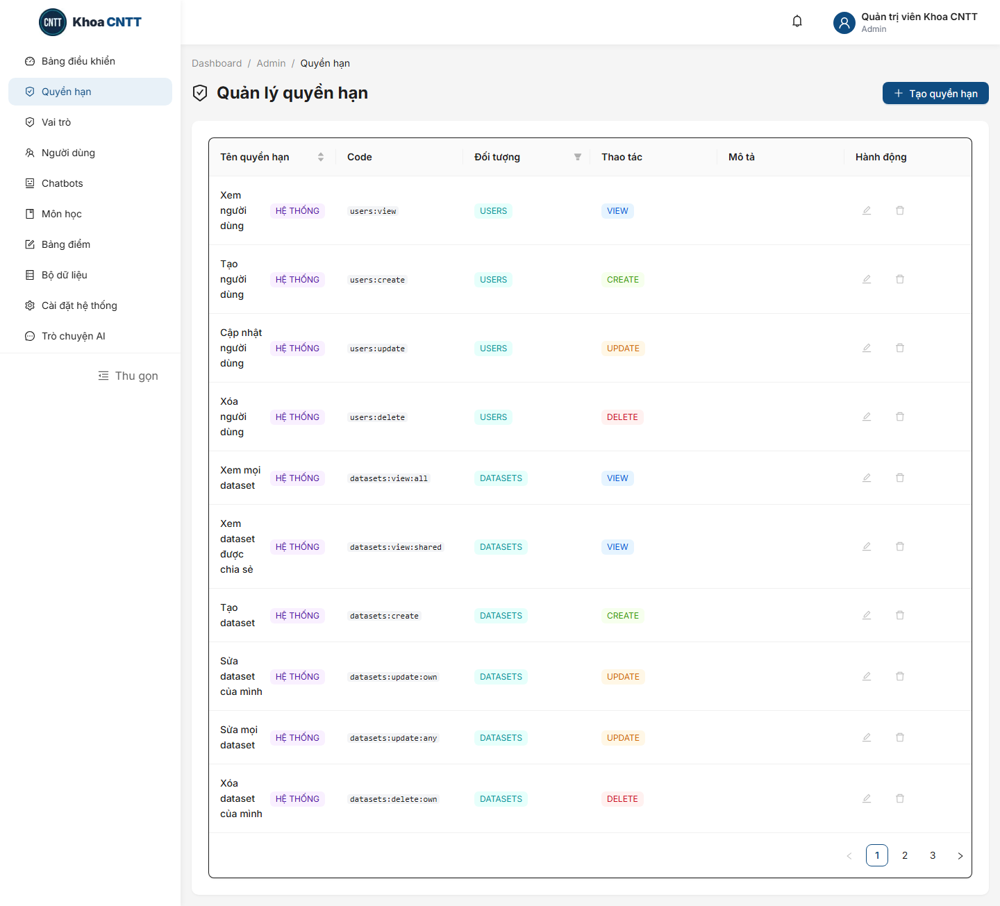 CNTT
Khoa CNTT
Quản trị viên Khoa CNTT
Admin
Bảng điều khiển
Quyền hạn
Vai trò
Người dùng
Chatbots
Môn học
Bảng điểm
Bộ dữ liệu
Cài đặt hệ thống
Trò chuyện AI
Thu gọn
Dashboard / Admin / Quyền hạn
Quản lý quyền hạn
+ Tạo quyền hạn
Tên quyền hạn Code Đối tượng Thao tác Mô tả Hành động
Xem
người
dùng
HỆ THỐNG users:view USERS VIEW
Tạo
người
dùng
HỆ THỐNG users:create USERS CREATE
Cập nhật
người
dùng
HỆ THỐNG users:update USERS UPDATE
Xóa
người
dùng
HỆ THỐNG users:delete USERS DELETE
Xem mọi
dataset
HỆ THỐNG datasets:view:all DATASETS VIEW
Xem
dataset
được
chia sẻ
HỆ THỐNG datasets:view:shared DATASETS VIEW
Tạo
dataset
HỆ THỐNG datasets:create DATASETS CREATE
Sửa
dataset
của mình
HỆ THỐNG datasets:update:own DATASETS UPDATE
Sửa mọi
dataset
HỆ THỐNG datasets:update:any DATASETS UPDATE
Xóa
dataset
của mình
HỆ THỐNG datasets:delete:own DATASETS DELETE
< 1 2 3 >